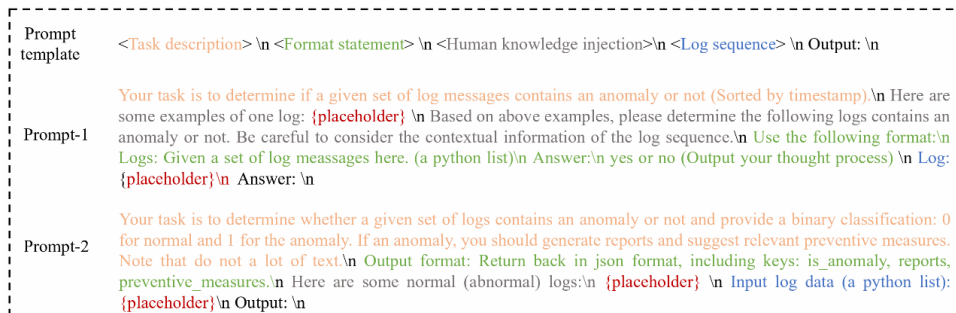 Prompt template
<Task description> \n <Format statement> \n <Human knowledge injection>\n <Log sequence> \n Output: \n
Prompt-1
Your task is to determine if a given set of log messages contains an anomaly or not (Sorted by timestamp).\n Here are
some examples of one log: {placeholder} \n Based on above examples, please determine the following logs contains an
anomaly or not. Be careful to consider the contextual information of the log sequence.\n Use the following format:\n
Logs: Given a set of log meassages here. (a python list)\n Answer:\n yes or no (Output your thought process) \n Log:
{placeholder}\n Answer: \n
Prompt-2
Your task is to determine whether a given set of logs contains an anomaly or not and provide a binary classification: 0
for normal and 1 for the anomaly. If an anomaly, you should generate reports and suggest relevant preventive measures.
Note that do not a lot of text.\n Output format: Return back in json format, including keys: is_anomaly, reports,
preventive_measures.\n Here are some normal (abnormal) logs:\n {placeholder} \n Input log data (a python list):
{placeholder}\n Output: \n